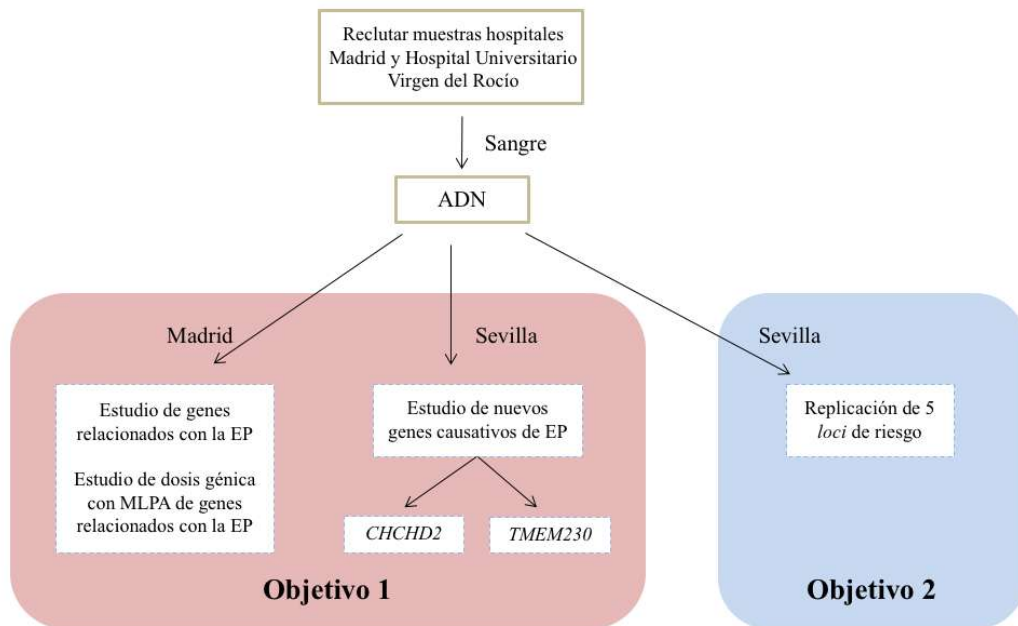 Reclutar muestras hospitales
Madrid y Hospital Universitario
Virgen del Rocío
Sangre
ADN
Madrid
Sevilla
Sevilla
Estudio de genes
relacionados con la EP
Estudio de dosis génica
con MLPA de genes
relacionados con la EP
Estudio de nuevos
genes causativos de EP
CHCHD2
TMEM230
Replicación de 5
loci de riesgo
Objetivo 1
Objetivo 2